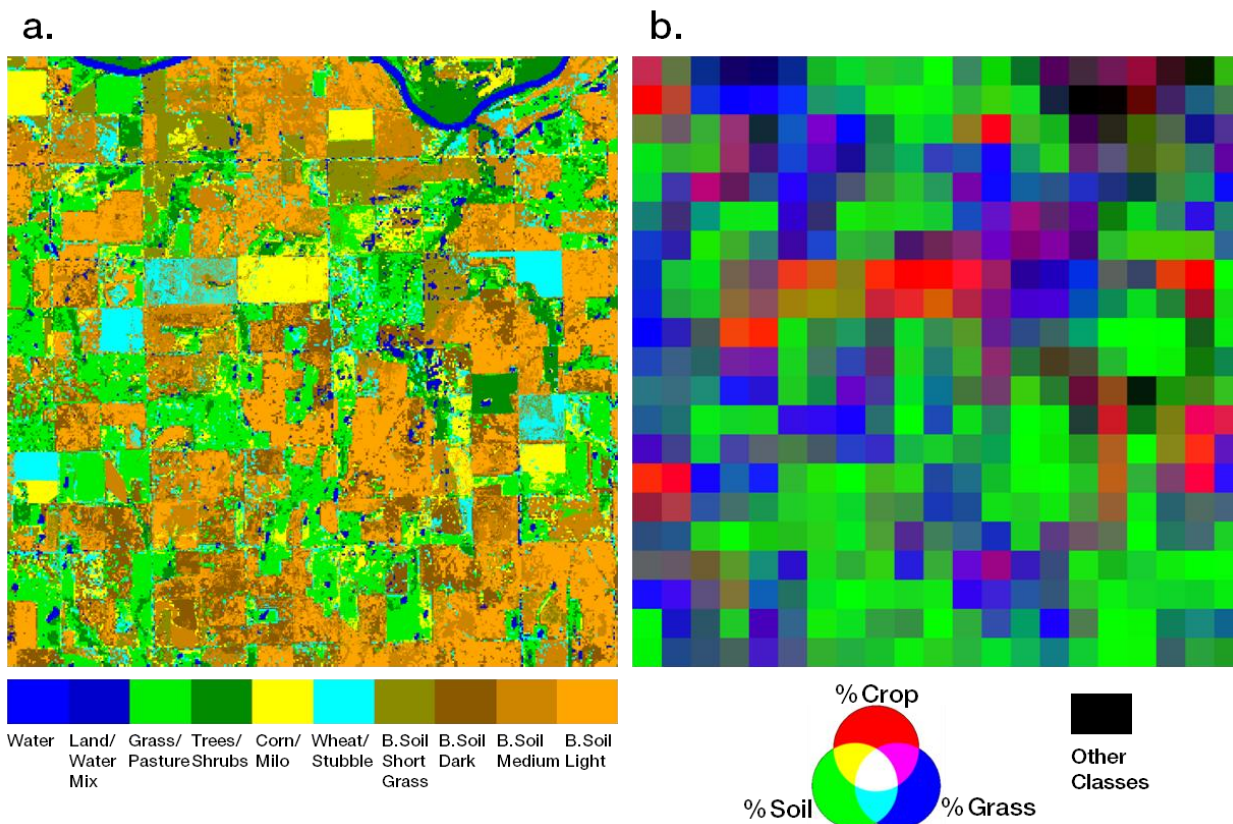 a.
b.
Water
Land/
Water
Mix
Grass/
Pasture
Trees/
Shrubs
Corn/
Milo
Wheat/
Stubble
B.Soil
Short
Grass
B.Soil
Dark
B.Soil
Medium
B.Soil
Light
% Crop
% Soil
% Grass
Other
Classes